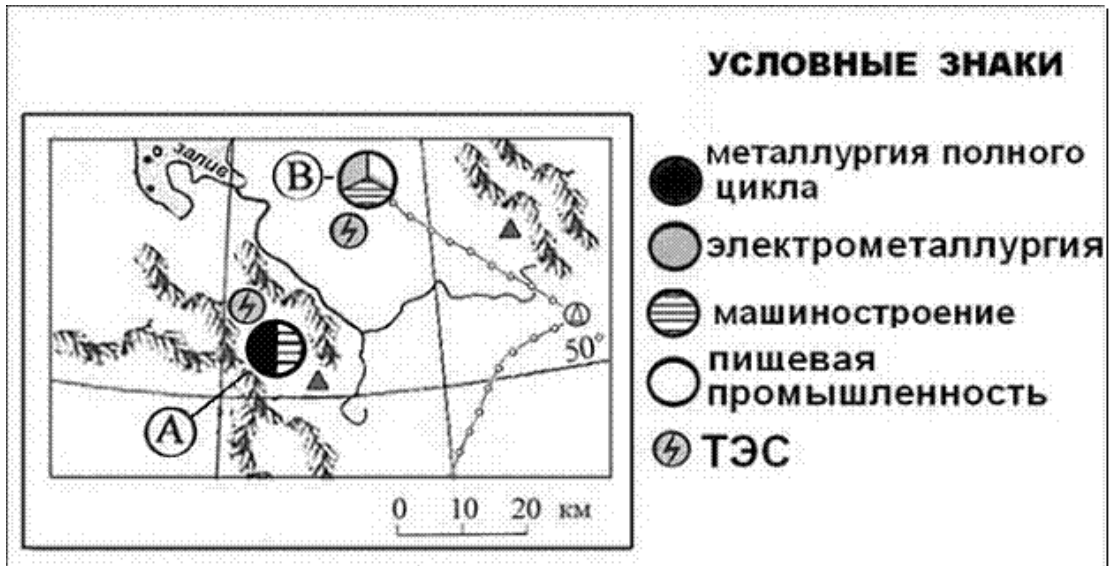 УСЛОВНЫЕ ЗНАКИ
металлургия полного
цикла
электрометаллургия
машиностроение
пищевая
промышленность
ТЭС
залив
В
А
50°
0 10 20 км